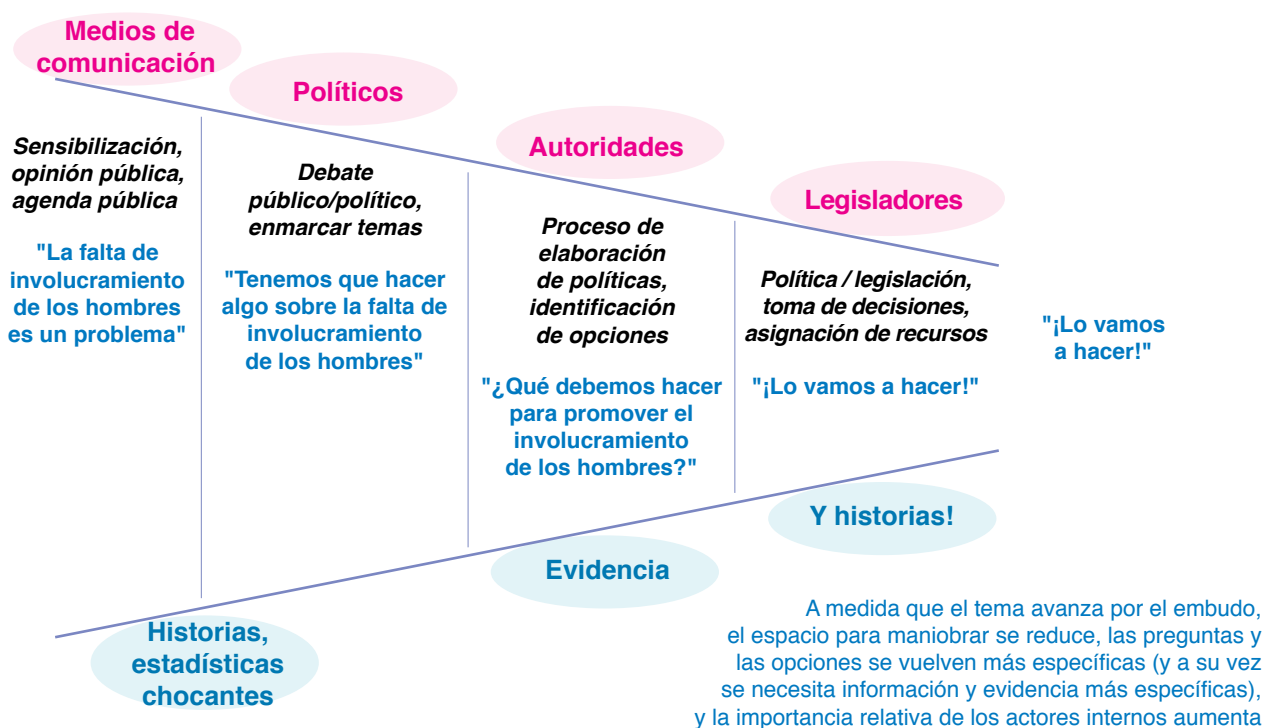 Medios de
comunicación
Políticos
Autoridades
Legisladores
Sensibilización,
opinión pública,
agenda pública
"La falta de
involucramiento
de los hombres
es un problema"
Debate
público/político,
enmarcar temas
"Tenemos que hacer
algo sobre la falta de
involucramiento
de los hombres"
Proceso de
elaboración
de políticas,
identificación
de opciones
"¿Qué debemos hacer
para promover el
involucramiento
de los hombres?"
Política / legislación,
toma de decisiones,
asignación de recursos
"¡Lo vamos a hacer!"
"¡Lo vamos
a hacer!"
Historias,
estadísticas
chocantes
Evidencia
Y historias!
A medida que el tema avanza por el embudo,
el espacio para maniobrar se reduce, las preguntas y
las opciones se vuelven más específicas (y a su vez
se necesita información y evidencia más específicas),
y la importancia relativa de los actores internos aumenta